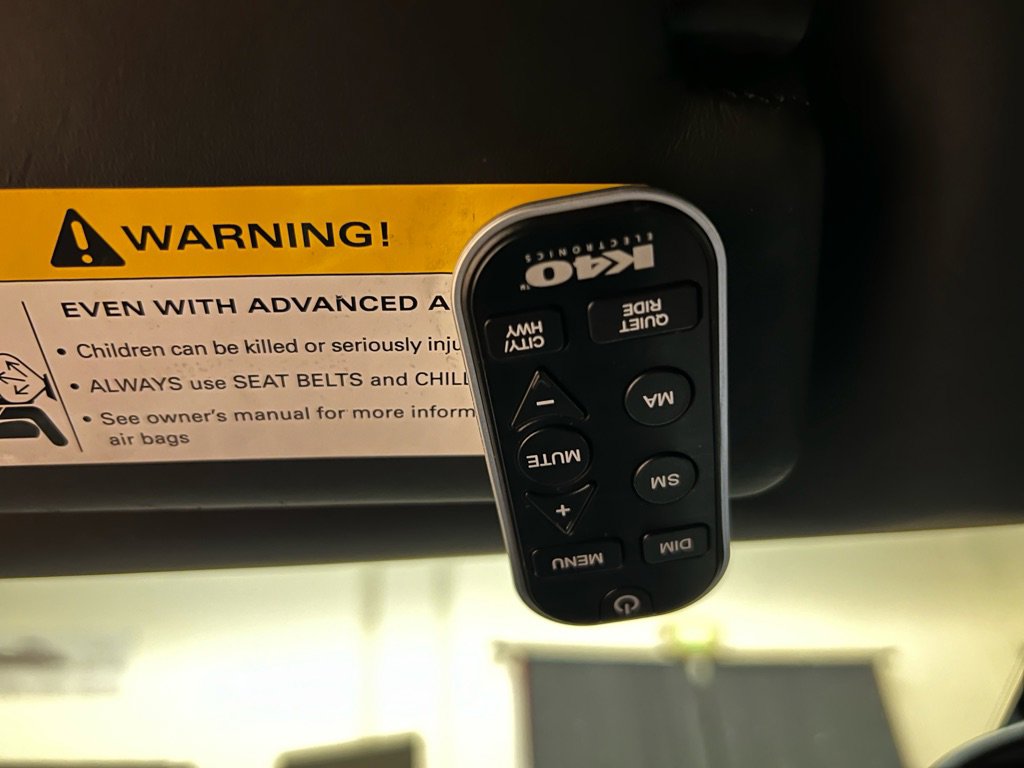 WARNING!
EVEN WITH ADVANCED A
• Children can be killed or seriously inju
• ALWAYS use SEAT BELTS and CHIL
• See owner's manual for more inform
air bags
MENU DIM
+ SM
MUTE
− MA
CITY/
HWY
QUIET
RIDE
K40™
ELECTRONICS